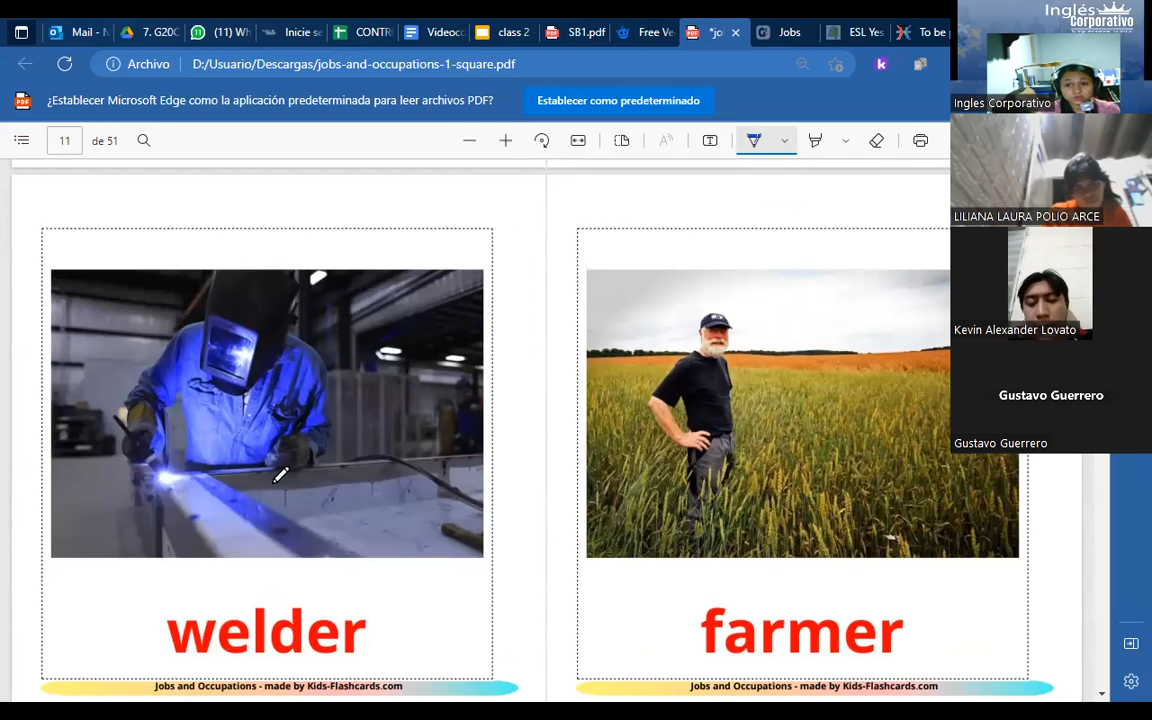 Mail - N
7. G20C
(11) Wh
Inicie se
CONTR
Videoco
class 2
SB1.pdf
Free Ve
*jo
Jobs
ESL Yes
To be p
Archivo
D:/Usuario/Descargas/jobs-and-occupations-1-square.pdf
¿Establecer Microsoft Edge como la aplicación predeterminada para leer archivos PDF?
Establecer como predeterminado
11 de 51
Inglés
Corporativo
Ingles Corporativo
LILIANA LAURA POLIO ARCE
Kevin Alexander Lovato
Gustavo Guerrero
Gustavo Guerrero
welder
farmer
Jobs and Occupations - made by Kids-Flashcards.com
Jobs and Occupations - made by Kids-Flashcards.com